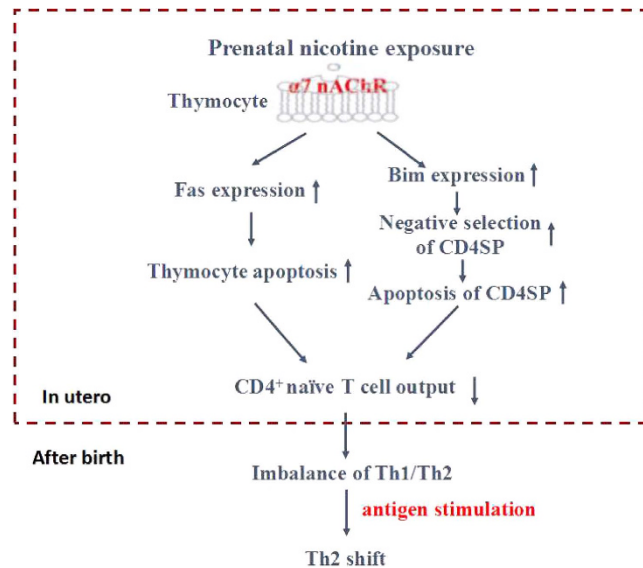 Prenatal nicotine exposure
α7 nAChR
Thymocyte
Fas expression ↑
Bim expression ↑
Negative selection
of CD4SP ↑
Thymocyte apoptosis ↑
Apoptosis of CD4SP ↑
CD4⁺ naïve T cell output ↓
In utero
After birth
Imbalance of Th1/Th2
antigen stimulation
Th2 shift